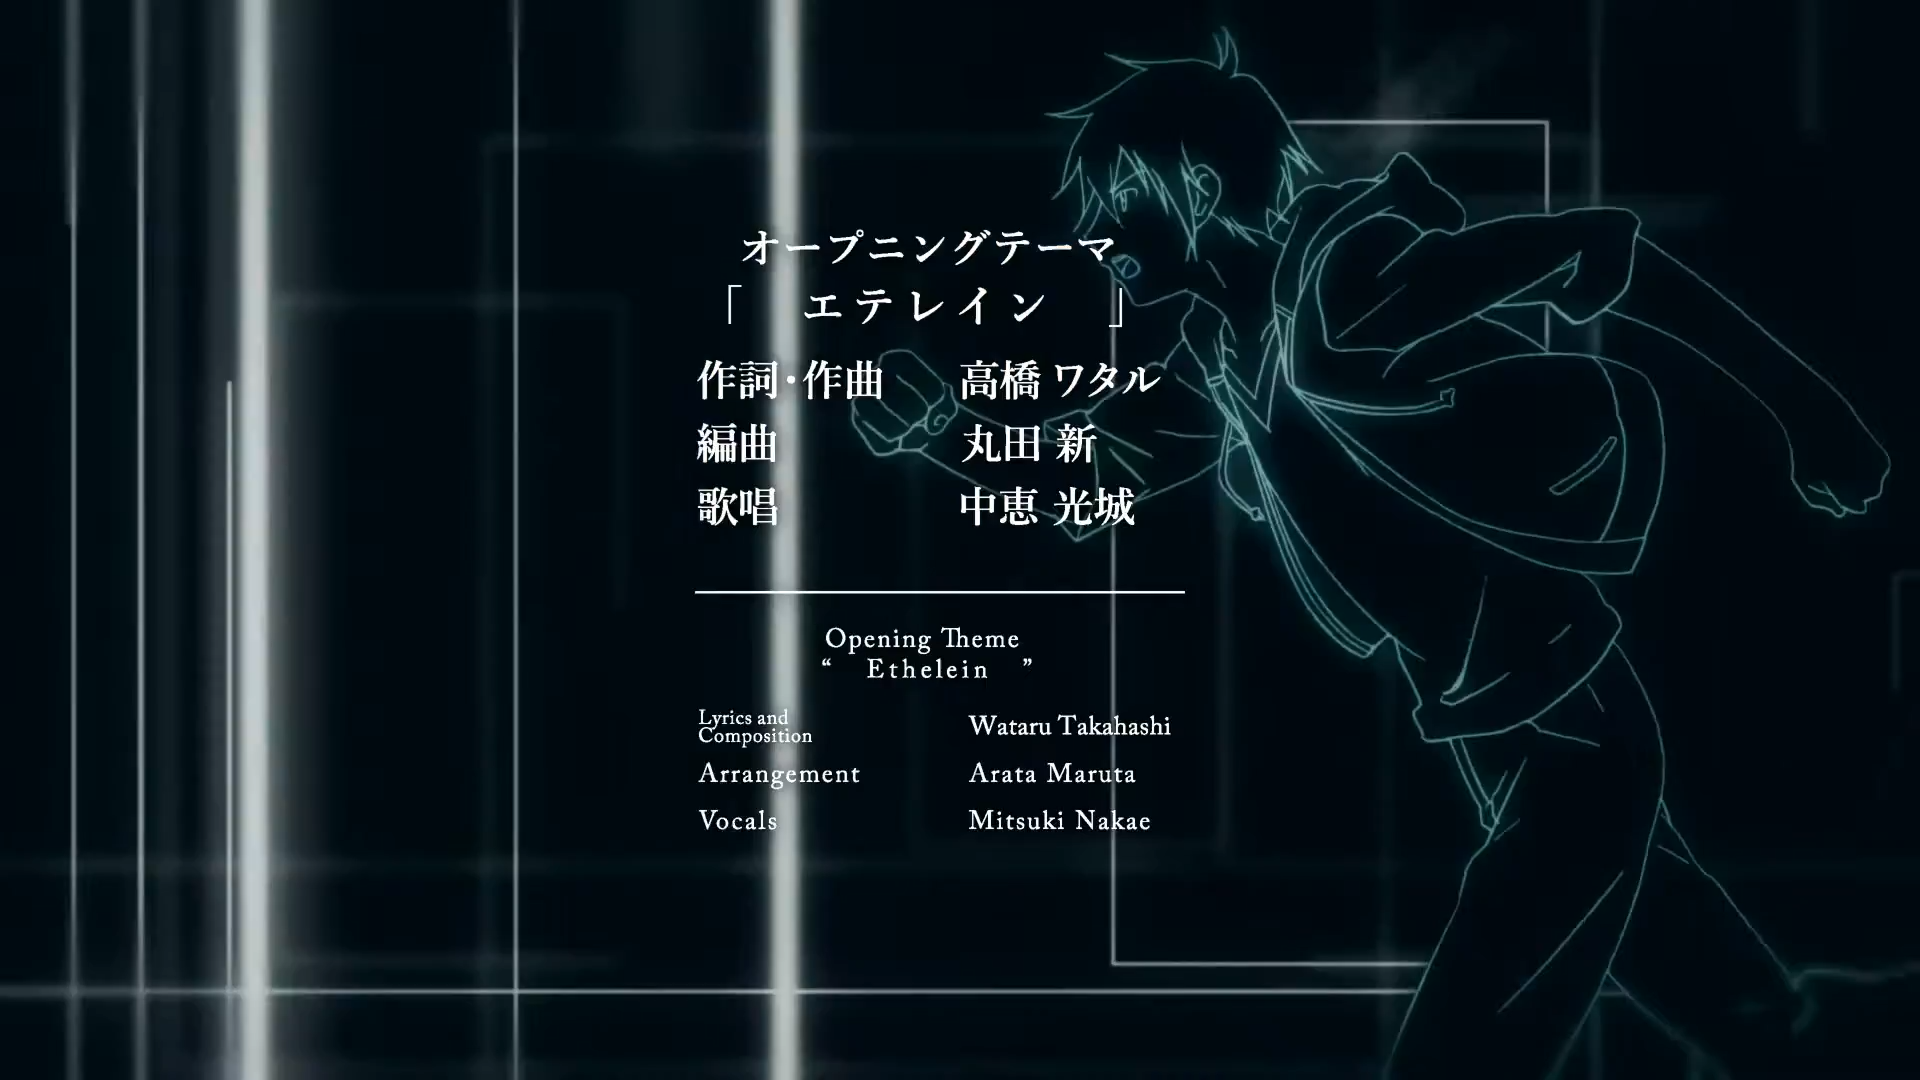 オープニングテーマ
「 エテレイン 」
作詞・作曲 高橋 ワタル
編曲 丸田 新
歌唱 中恵 光城
Opening Theme
“ Ethelein ”
Lyrics and
Composition Wataru Takahashi
Arrangement Arata Maruta
Vocals Mitsuki Nakae